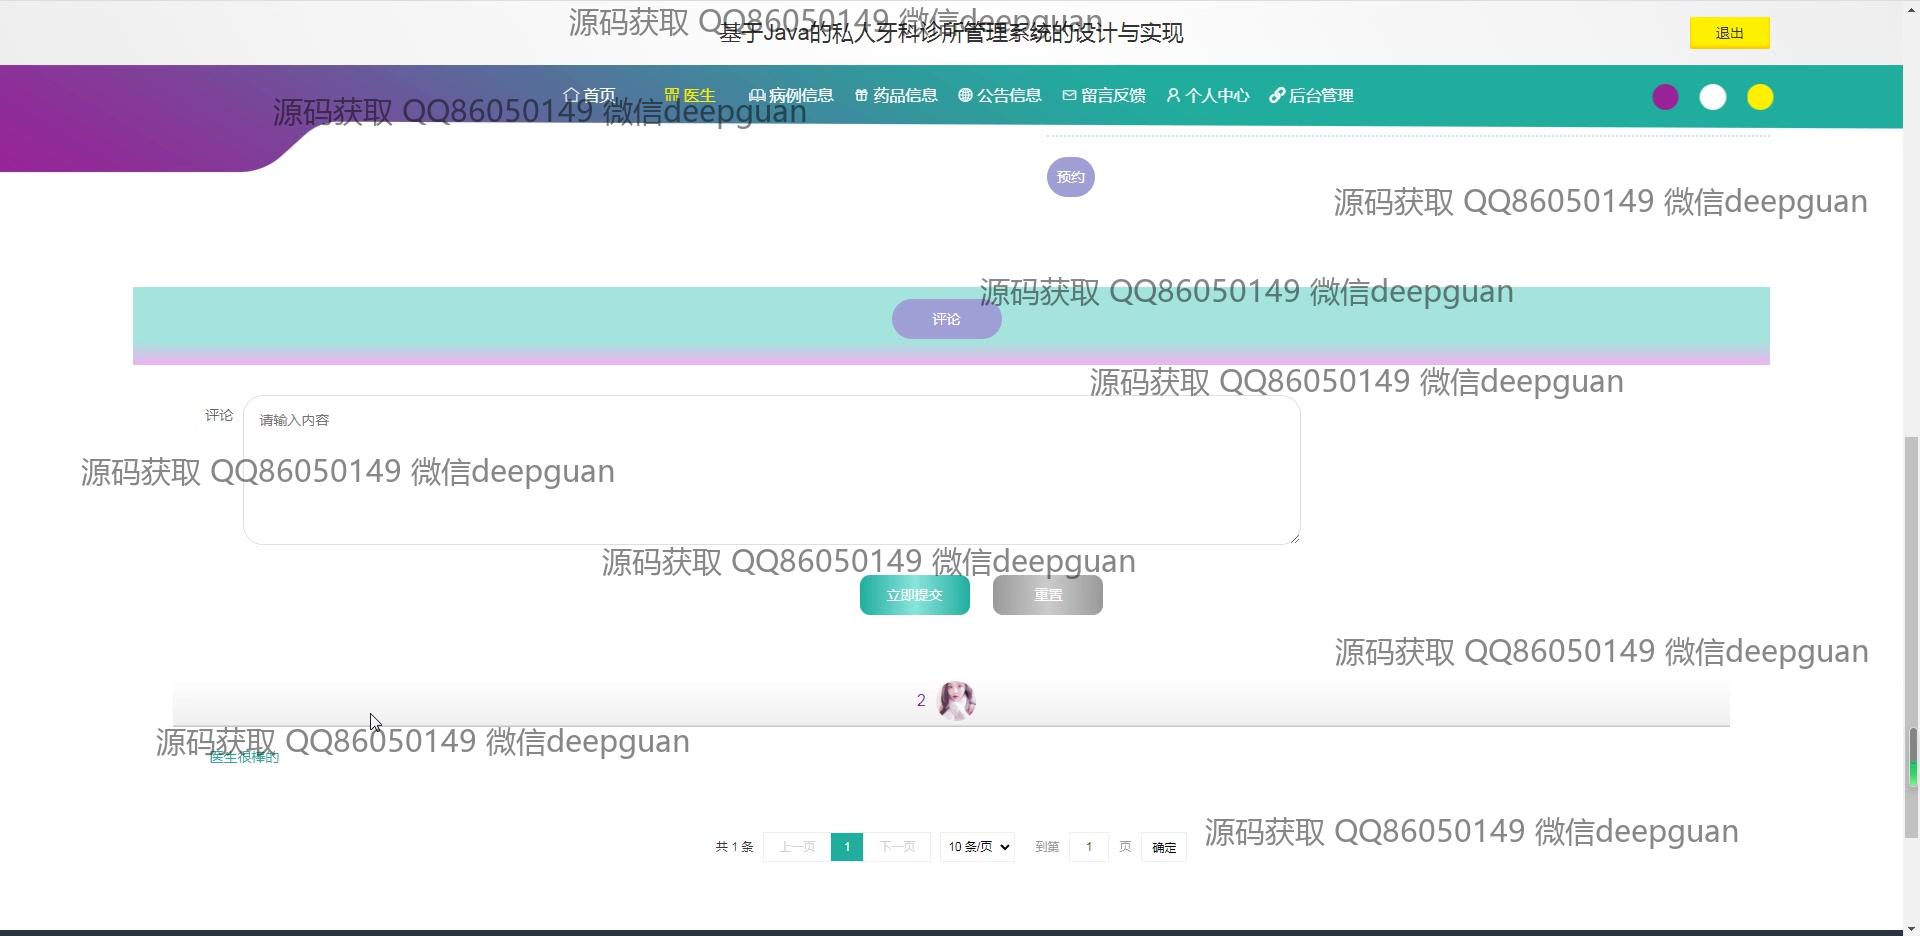 源码获取 QQ86050149 微信deepguan
基于Java的私人牙科诊所管理系统的设计与实现
退出
首页 医生 病例信息 药品信息 公告信息 留言反馈 个人中心 后台管理
源码获取 QQ86050149 微信deepguan
预约
源码获取 QQ86050149 微信deepguan
源码获取 QQ86050149 微信deepguan
评论
源码获取 QQ86050149 微信deepguan
评论
请输入内容
源码获取 QQ86050149 微信deepguan
源码获取 QQ86050149 微信deepguan
立即提交 重置
源码获取 QQ86050149 微信deepguan
2
源码获取 QQ86050149 微信deepguan
医生很棒的
源码获取 QQ86050149 微信deepguan
共 1 条 上一页 1 下一页 10 条/页 到第 1 页 确定